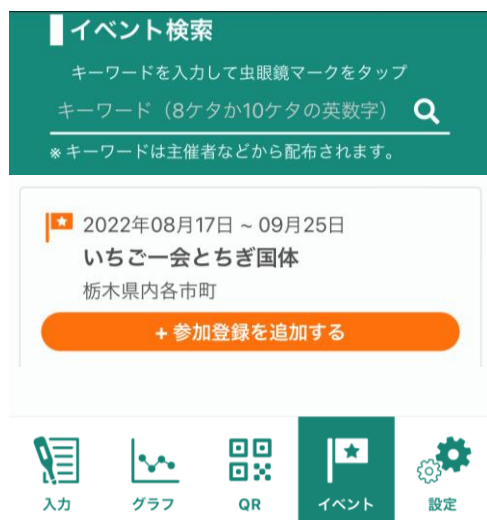 イベント検索
キーワードを入力して虫眼鏡マークをタップ
キーワード（8ケタか10ケタの英数字）
※キーワードは主催者などから配布されます。
2022年08月17日 ~ 09月25日
いちご一会とちぎ国体
栃木県内各市町
+ 参加登録を追加する
入力 グラフ QR イベント 設定